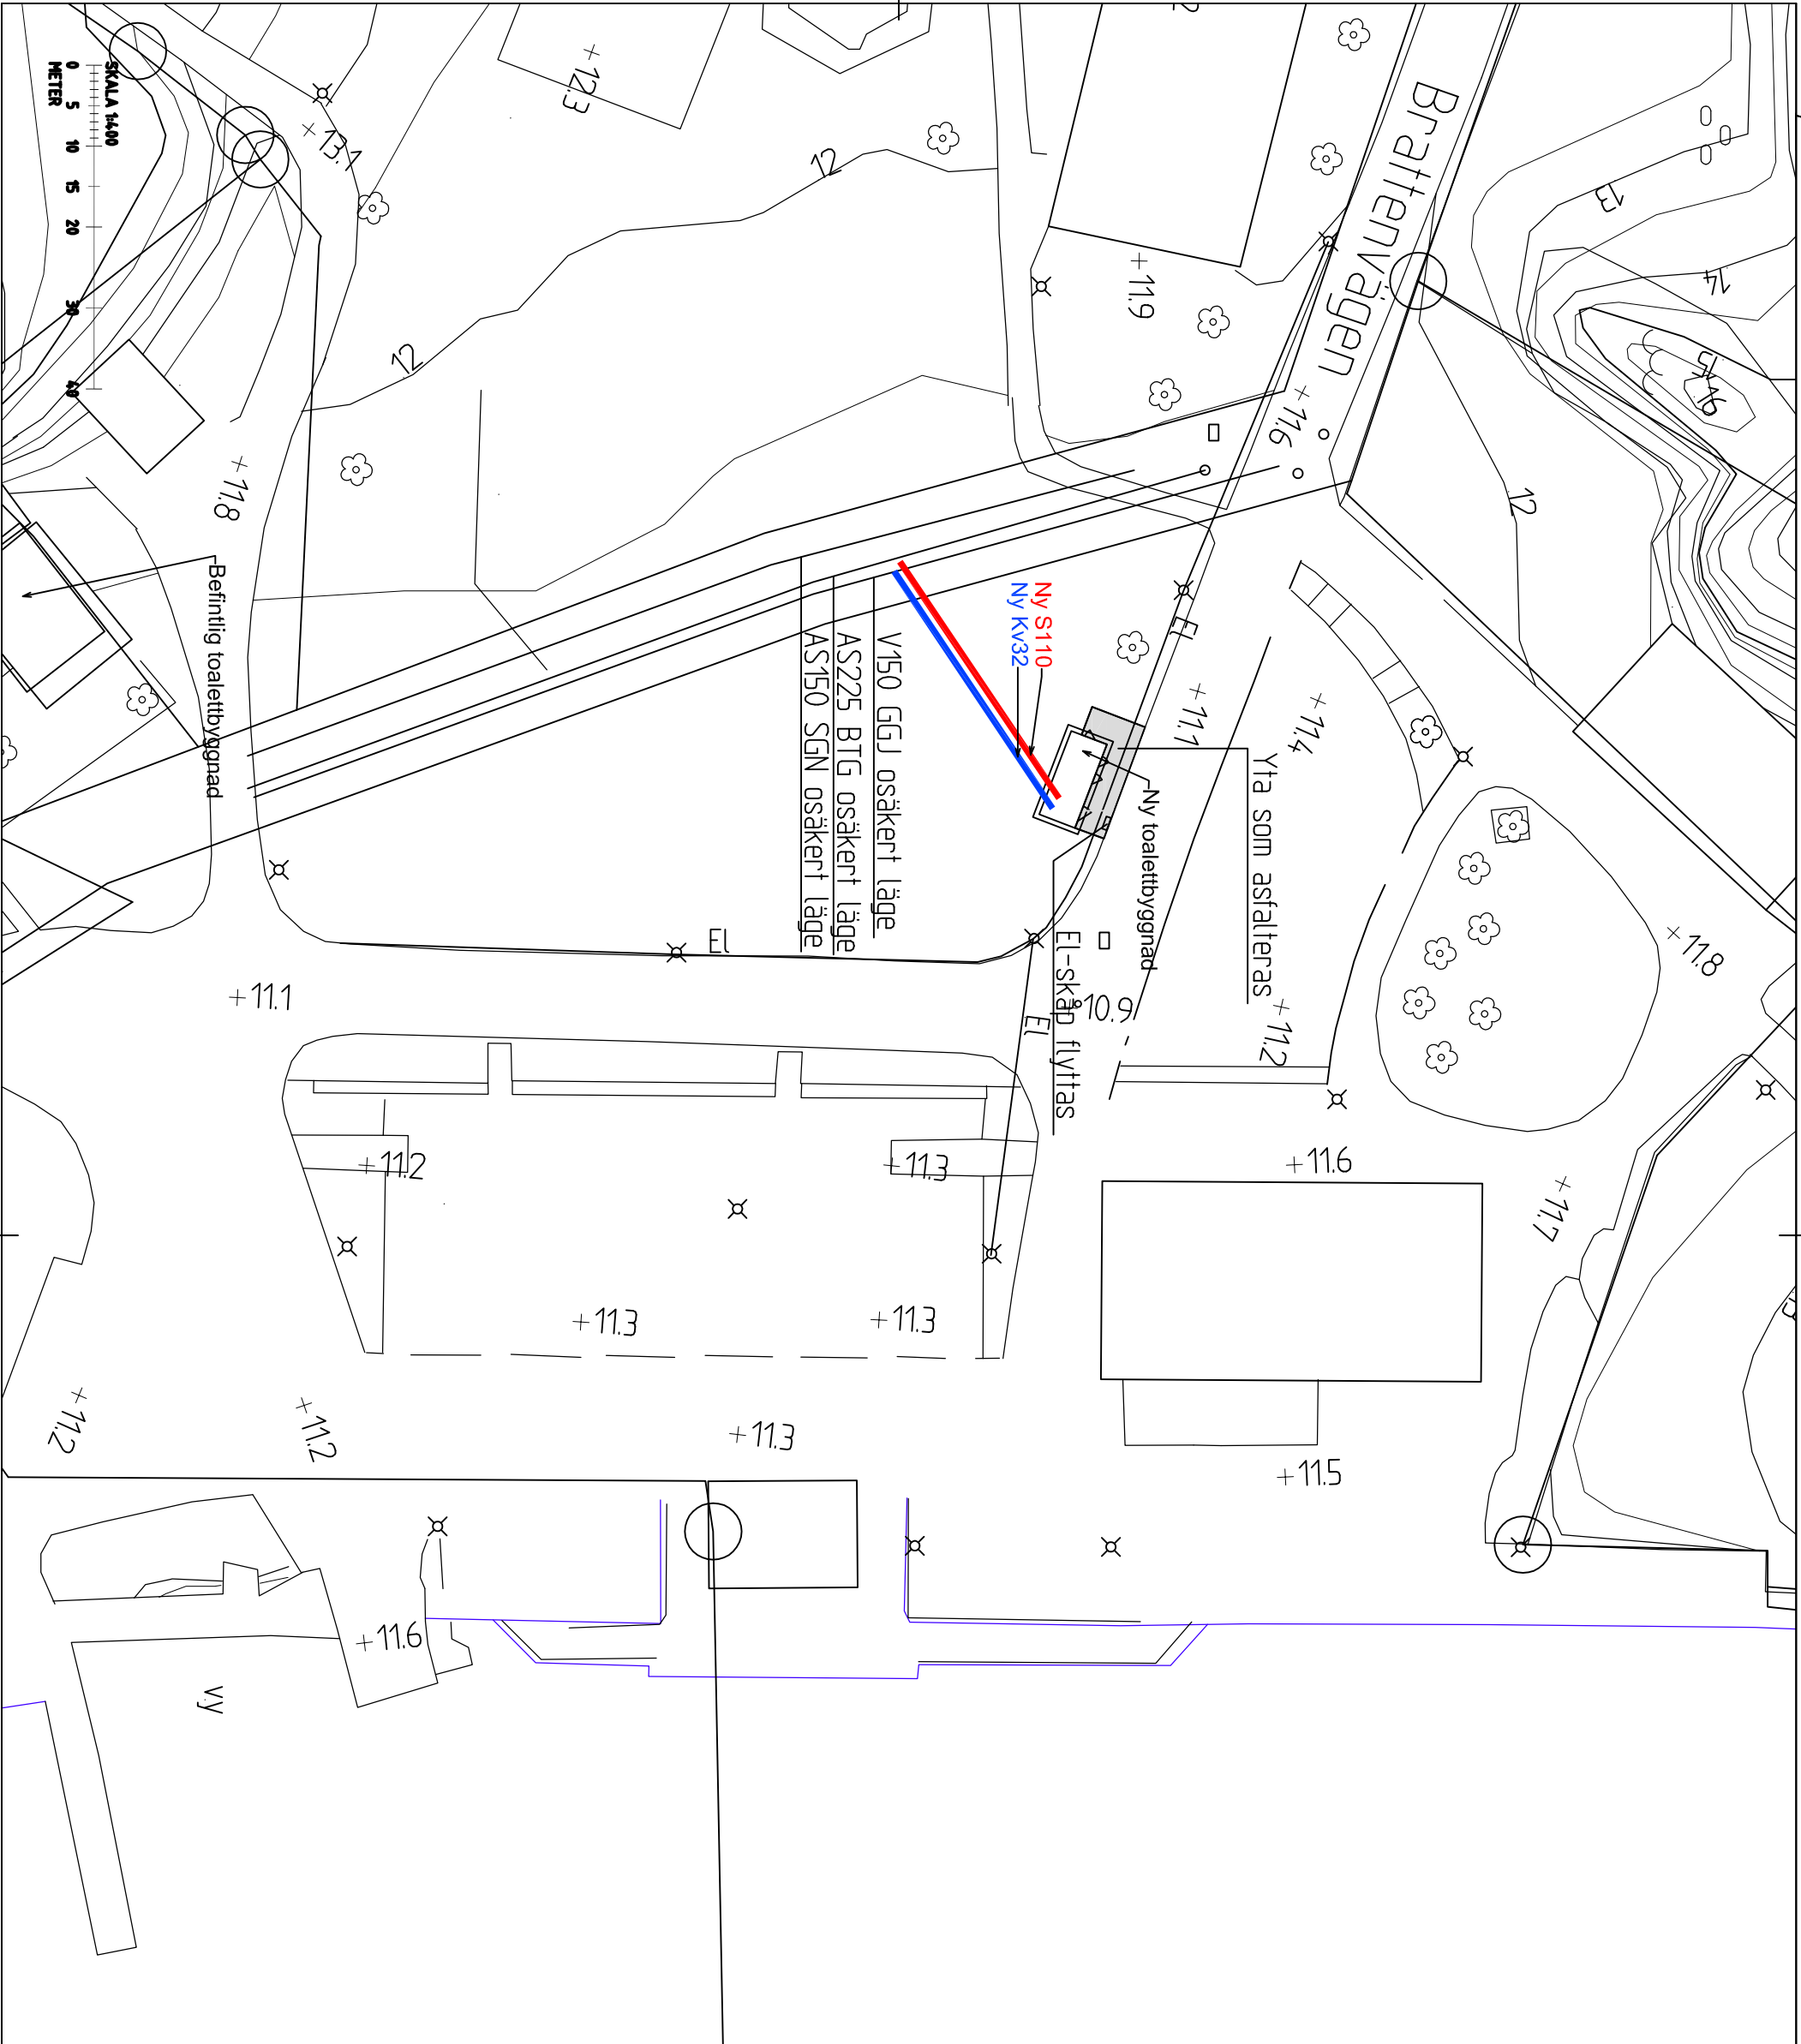 SKALA 1:400
0 5 10 15 20 30 40
METER
+12.3
+13.1
12
12
+11.9
Brattenvägen
+11.6
13
14
15
16
12
+11.8
Befintlig toalettbyggnad
Ny S110
Ny Kv32
El
V150 GGJ osäkert läge
AS225 BTG osäkert läge
AS150 SGN osäkert läge
+11.1
+11.4
Yta som asfalteras
Ny toalettbyggnad
El-skåp flyttas
El
El
+10.9
+11.2
+11.8
+11.1
+11.2
+11.3
+11.6
+11.7
+11.3
+11.3
+11.2
+11.2
+11.3
+11.5
+11.6
Vy